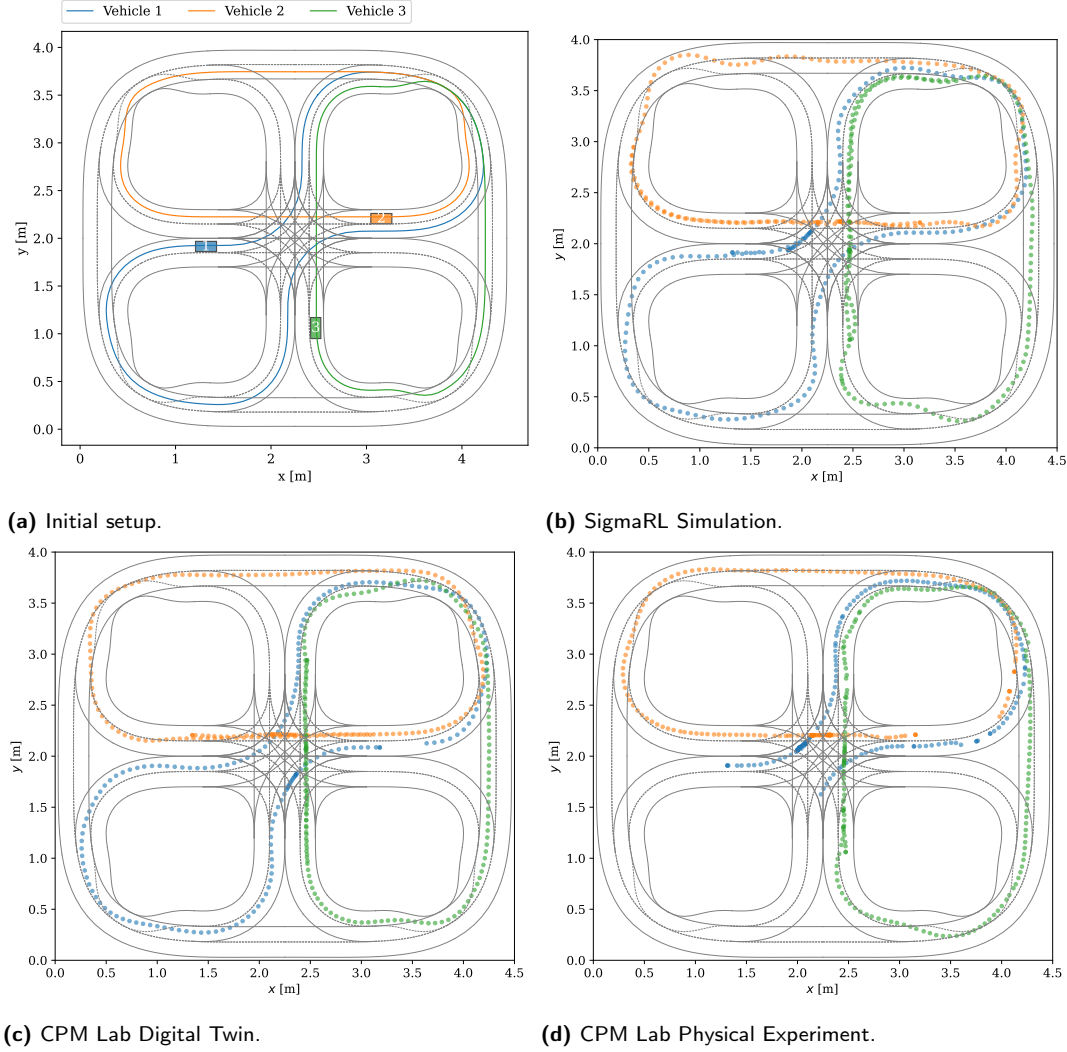 Vehicle 1 Vehicle 2 Vehicle 3
4.0
3.5
3.0
2.5
2.0
1.5
1.0
0.5
0.0
y [m]
1
2
3
0 1 2 3 4
x [m]
(a) Initial setup.
4.0
3.5
3.0
2.5
2.0
1.5
1.0
0.5
0.0
y [m]
0.0 0.5 1.0 1.5 2.0 2.5 3.0 3.5 4.0 4.5
x [m]
(b) SigmaRL Simulation.
4.0
3.5
3.0
2.5
2.0
1.5
1.0
0.5
0.0
y [m]
0.0 0.5 1.0 1.5 2.0 2.5 3.0 3.5 4.0 4.5
x [m]
(c) CPM Lab Digital Twin.
4.0
3.5
3.0
2.5
2.0
1.5
1.0
0.5
0.0
y [m]
0.0 0.5 1.0 1.5 2.0 2.5 3.0 3.5 4.0 4.5
x [m]
(d) CPM Lab Physical Experiment.